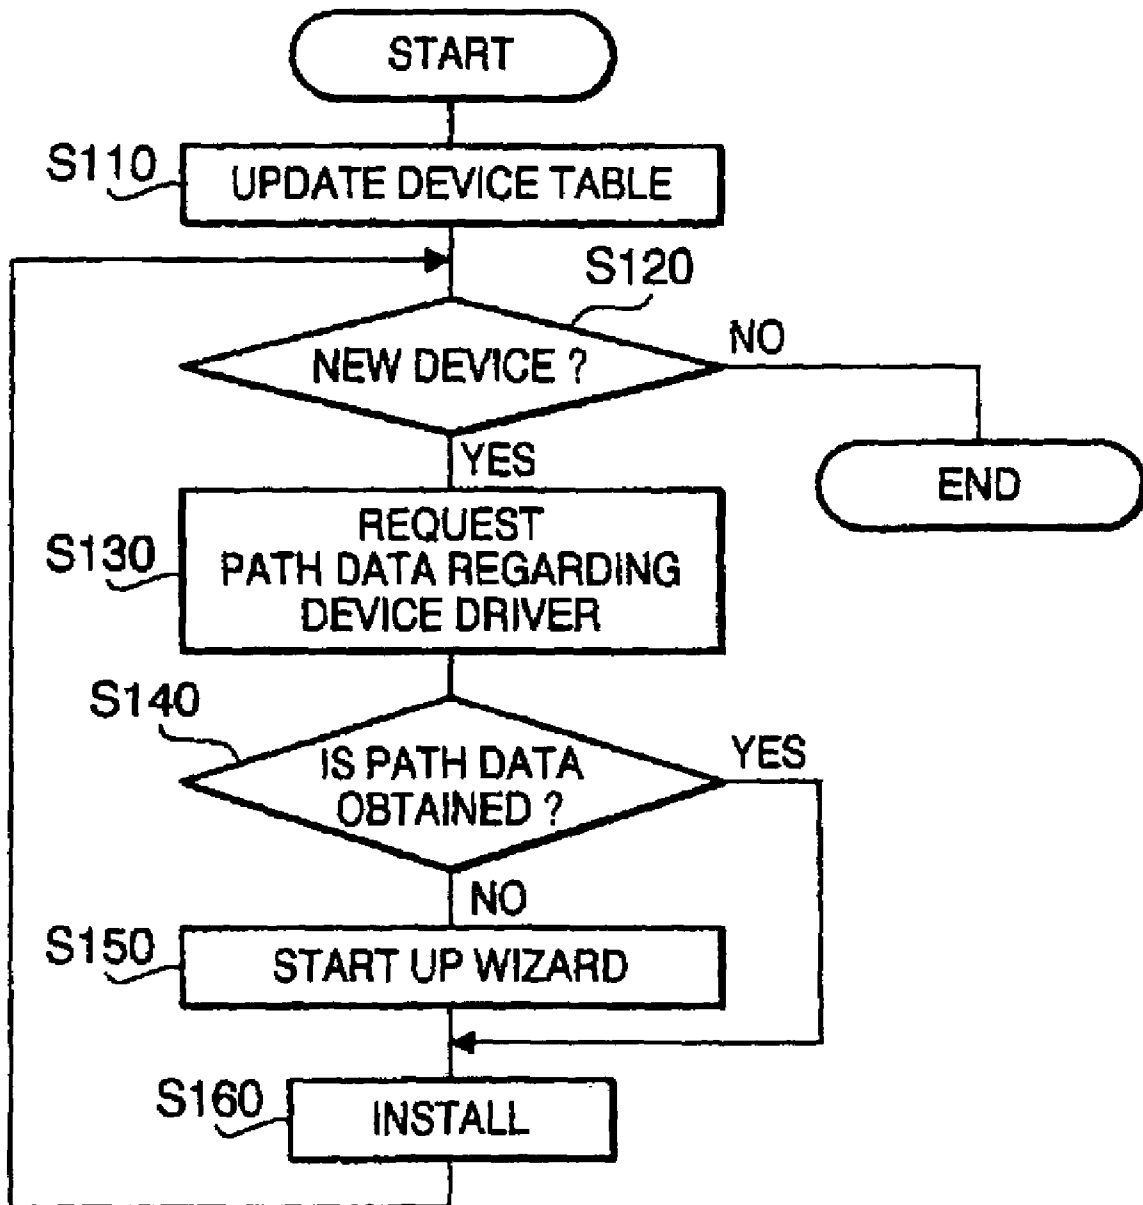 START
S110
UPDATE DEVICE TABLE
S120
NEW DEVICE ?
NO
YES
END
S130
REQUEST
PATH DATA REGARDING
DEVICE DRIVER
S140
IS PATH DATA
OBTAINED ?
YES
NO
S150
START UP WIZARD
S160
INSTALL